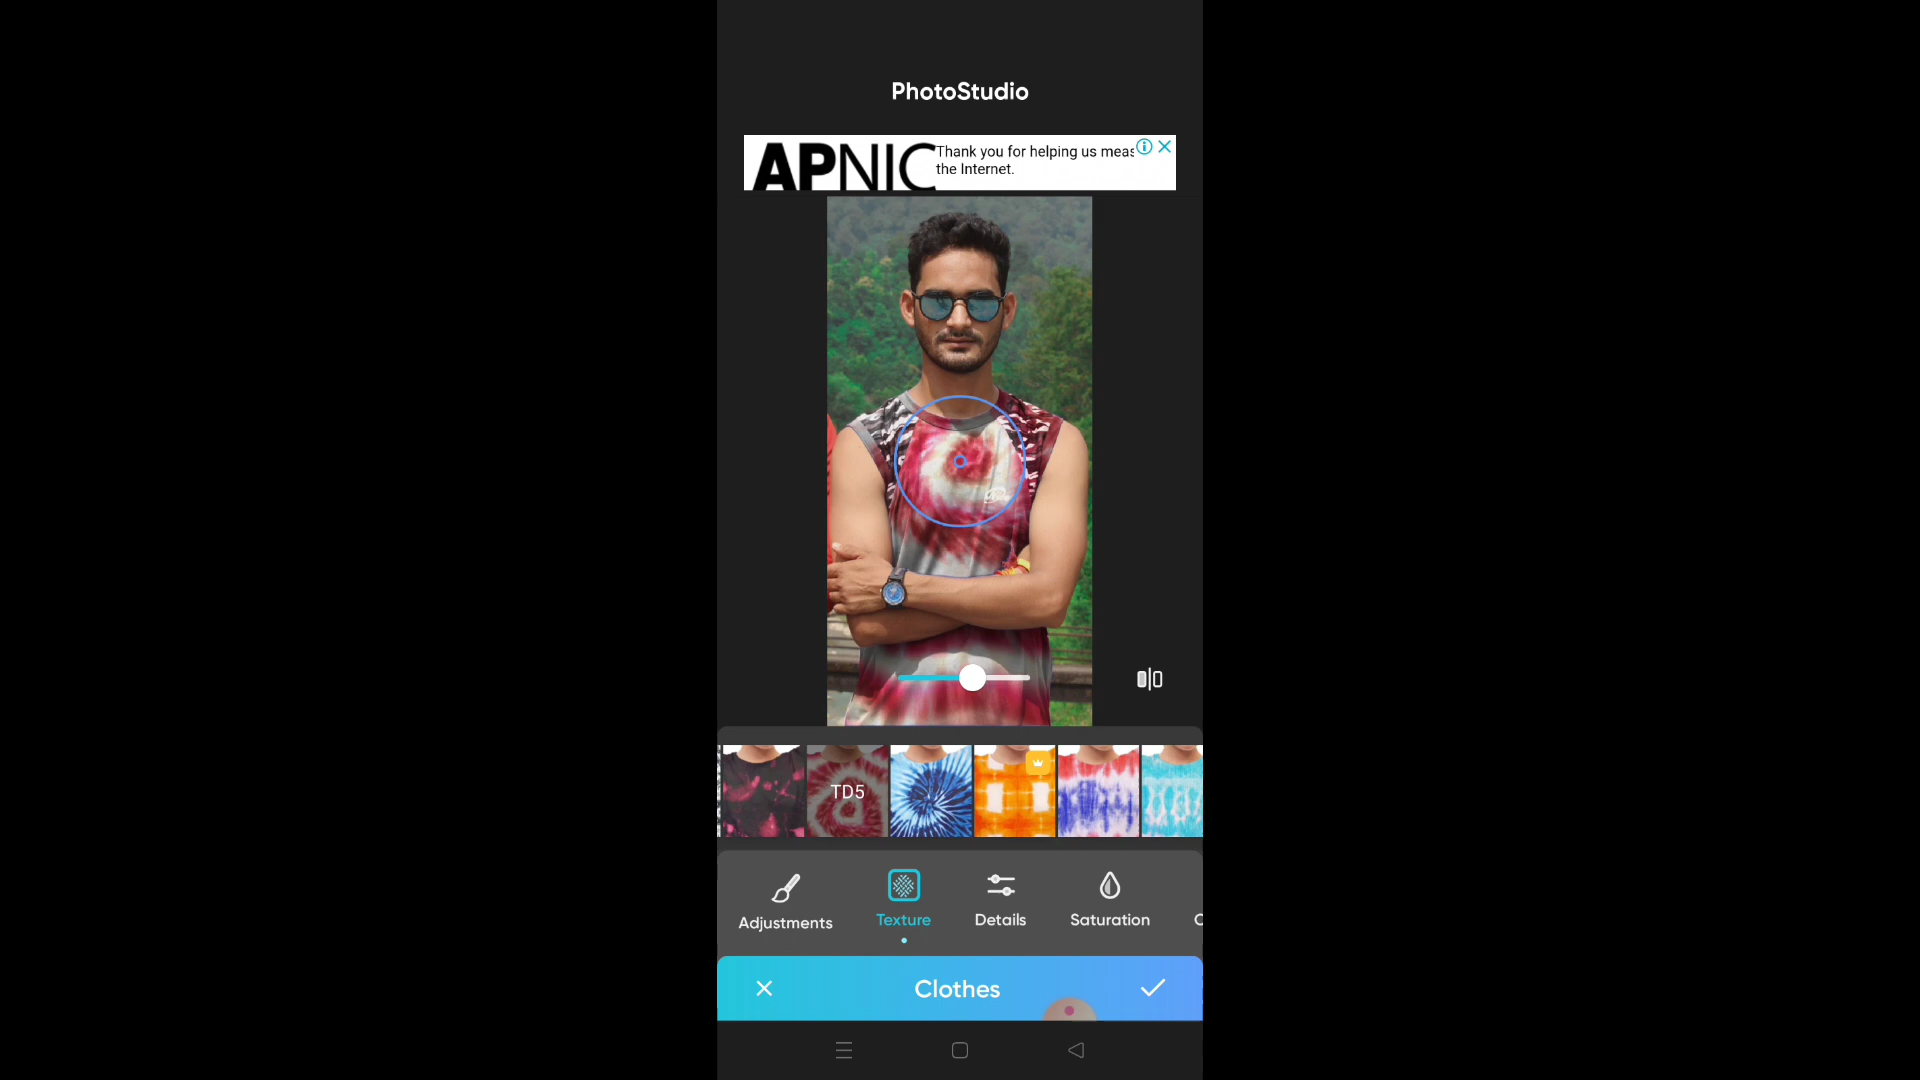 PhotoStudio
APNIC
Thank you for helping us meas
the Internet.
TD5
Adjustments
Texture
Details
Saturation
Clothes